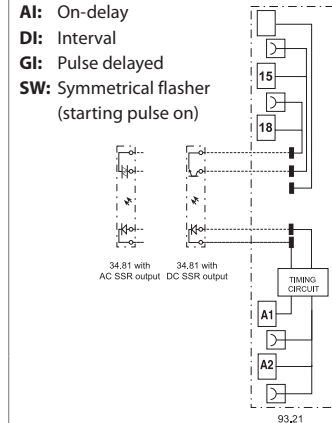 AI: On-delay
DI: Interval
GI: Pulse delayed
SW: Symmetrical flasher
(starting pulse on)
15
18
34.81 with
AC SSR output
34.81 with
DC SSR output
TIMING
CIRCUIT
A1
A2
93.21